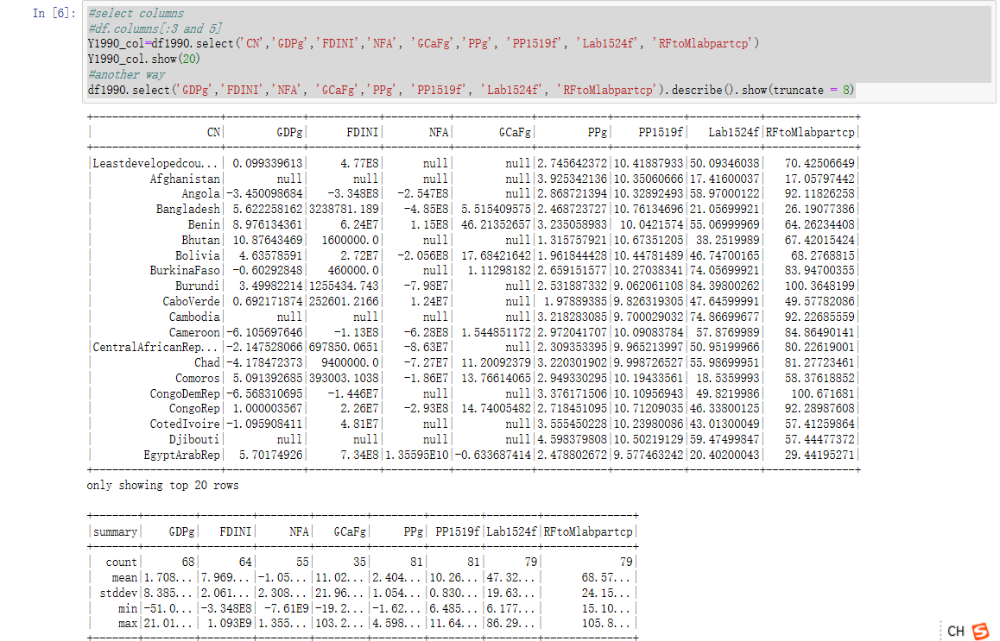 In [6]: #select columns
#df.columns[:3 and 5]
Y1990_col=df1990.select('CN','GDPg','FDINI','NFA', 'GCaFg','PPg', 'PP1519f', 'Lab1524f', 'RFtoMlabpartcp')
Y1990_col.show(20)
#another way
df1990.select('GDPg','FDINI','NFA', 'GCaFg','PPg', 'PP1519f', 'Lab1524f', 'RFtoMlabpartcp').describe().show(truncate = 8)
| CN| GDPg| FDINI| NFA| GCaFg| PPg| PP1519f| Lab1524f|RFtoMlabpartcp|
|Leastdevelopedcou...| 0.099339613| 4.77E8| null| null|2.745642372|10.41887933|50.09346038| 70.42506649|
| Afghanistan| null| null| null| null|3.925342136|10.35060666|17.41600037| 17.05797442|
| Angola|-3.450098684| -3.348E8| -2.547E8| null|2.868721394|10.32892493|58.97000122| 92.11826258|
| Bangladesh| 5.622258162|3238781.189| -4.85E8| 5.515409575|2.468723727|10.76134696|21.05699921| 26.19077386|
| Benin| 8.976134361| 6.24E7| 1.15E8| 46.21352657|3.235058983| 10.0421574|55.06999969| 64.26234408|
| Bhutan| 10.87643469| 1600000.0| null| null|1.315757921|10.67351205| 38.2519989| 67.42015424|
| Bolivia| 4.63578591| 2.72E7| -2.056E8| 17.68421642|1.961844428|10.44781489|46.74700165| 68.2768815|
| BurkinaFaso| -0.60292848| 460000.0| null| 1.11298182|2.659151577|10.27038341|74.05699921| 83.94700355|
| Burundi| 3.49982214|1255434.743| -7.98E7| null|2.531887332|9.062061108|84.39800262| 100.3648199|
| CaboVerde| 0.692171874|252601.2166| 1.24E7| null| 1.97889385|9.826319305|47.64599991| 49.57782086|
| Cambodia| null| null| null| null|3.218283085|9.700029032|74.86699677| 92.22685559|
| Cameroon|-6.105697646| -1.13E8| -6.28E8| 1.544851172|2.972041707|10.09083784| 57.8769989| 84.86490141|
|CentralAfricanRep...|-2.147528066|697850.0651| -8.63E7| null|2.309353395|9.965213997|50.95199966| 80.22619001|
| Chad|-4.178472373| 9400000.0| -7.27E7| 11.20092379|3.220301902|9.998726527|55.98699951| 81.27723461|
| Comoros| 5.091392685|393003.1038| -1.86E7| 13.76614065|2.949330295|10.19433561| 18.5359993| 58.37618852|
| CongoDemRep|-6.568310695| -1.446E7| null| null|3.376171506|10.10956943| 49.8219986| 100.671681|
| CongoRep| 1.000003567| 2.26E7| -2.93E8| 14.74005482|2.718451095|10.71209035|46.33800125| 92.28987608|
| CotedIvoire|-1.095908411| 4.81E7| null| null|3.555450228|10.23980086|43.01300049| 57.41259864|
| Djibouti| null| null| null| null|4.598379808|10.50219129|59.47499847| 57.44477372|
| EgyptArabRep| 5.70174926| 7.34E8|1.35595E10|-0.633687414|2.478802672|9.577463242|20.40200043| 29.44195271|
only showing top 20 rows
|summary| GDPg| FDINI| NFA| GCaFg| PPg| PP1519f|Lab1524f|RFtoMlabpartcp|
| count| 68| 64| 55| 35| 81| 81| 79| 79|
| mean|1.708...|7.969...|-1.05...|11.02...|2.404...|10.26...|47.32...| 68.57...|
| stddev|8.385...|2.061...|2.308...|21.96...|1.054...|0.830...|19.63...| 24.15...|
| min|-51.0...|-3.348E8| -7.61E9|-19.2...|-1.62...|6.485...|6.177...| 15.10...|
| max|21.01...| 1.093E9|1.355...|103.2...|4.598...|11.64...|86.29...| 105.8...|
CH S